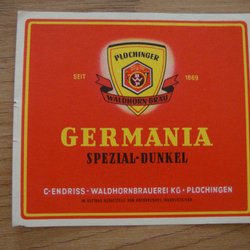 PLOCHINGER
SEIT 1869
WALDHORN-BRÄU
GERMANIA
SPEZIAL-DUNKEL
C·ENDRISS·WALDHORNBRAUEREI KG·PLOCHINGEN